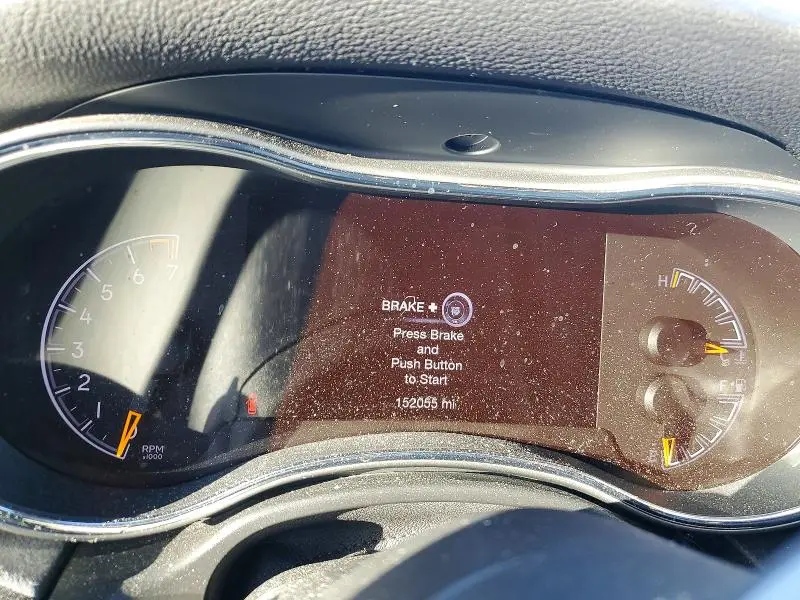 7
6
5
4
3
2
1
0
RPM
x1000
BRAKE +
Press Brake
and
Push Button
to Start
152055 mi
H
C
F
E